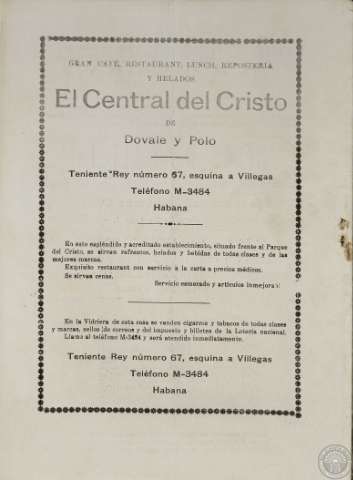 GRAN CAFE, RESTAURANT, LUNCH, REPOSTERIA
Y HELADOS
El Central del Cristo
DE
Dovale y Polo
Teniente Rey número 67, esquina a Villegas
Teléfono M-3484
Habana
En este espléndido y acreditado establecimiento, situado frente al Parque
del Cristo, se sirven refrescos, helados y bebidas de todas clases y de las
mejores marcas.
Exquisito restaurant con servicio a la carta a precios módicos.
Se sirven cenas.
Servicio esmerado y artículos inmejora
En la Vidriera de esta casa se venden cigarros y tabacos de todas clases
y marcas, sellos de correos y del impuesto y billetes de la Lotería nacional.
Llame al teléfono M-3484 y será atendido inmediatamente.
Teniente Rey número 67, esquina a Villegas
Teléfono M-3484
Habana